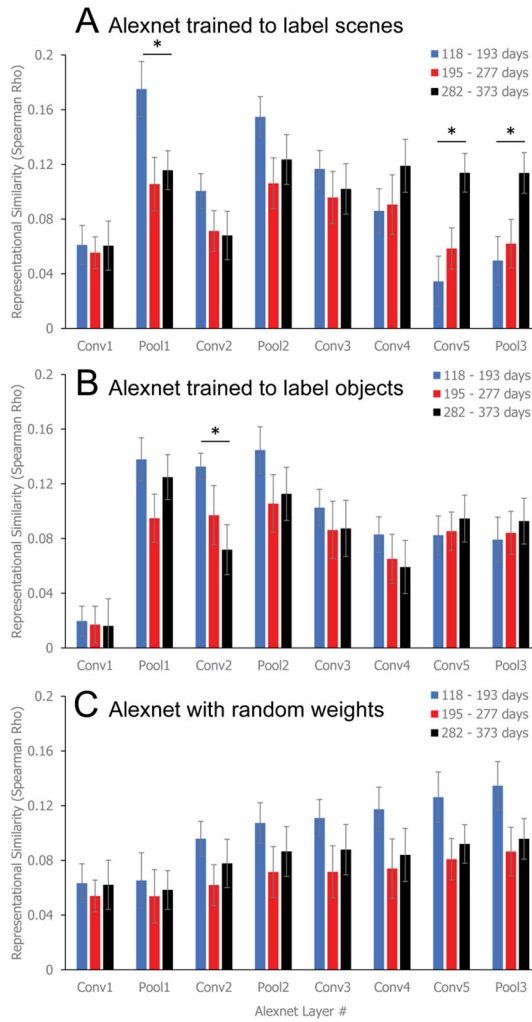 A Alexnet trained to label scenes
Representational Similarity (Spearman Rho)
0.2
0.16
0.12
0.08
0.04
0
118 - 193 days
195 - 277 days
282 - 373 days
*
*
*
Conv1 Pool1 Conv2 Pool2 Conv3 Conv4 Conv5 Pool3
B Alexnet trained to label objects
Representational Similarity (Spearman Rho)
0.2
0.16
0.12
0.08
0.04
0
118 - 193 days
195 - 277 days
282 - 373 days
*
Conv1 Pool1 Conv2 Pool2 Conv3 Conv4 Conv5 Pool3
C Alexnet with random weights
Representational Similarity (Spearman Rho)
0.2
0.16
0.12
0.08
0.04
0
118 - 193 days
195 - 277 days
282 - 373 days
Conv1 Pool1 Conv2 Pool2 Conv3 Conv4 Conv5 Pool3
Alexnet Layer #